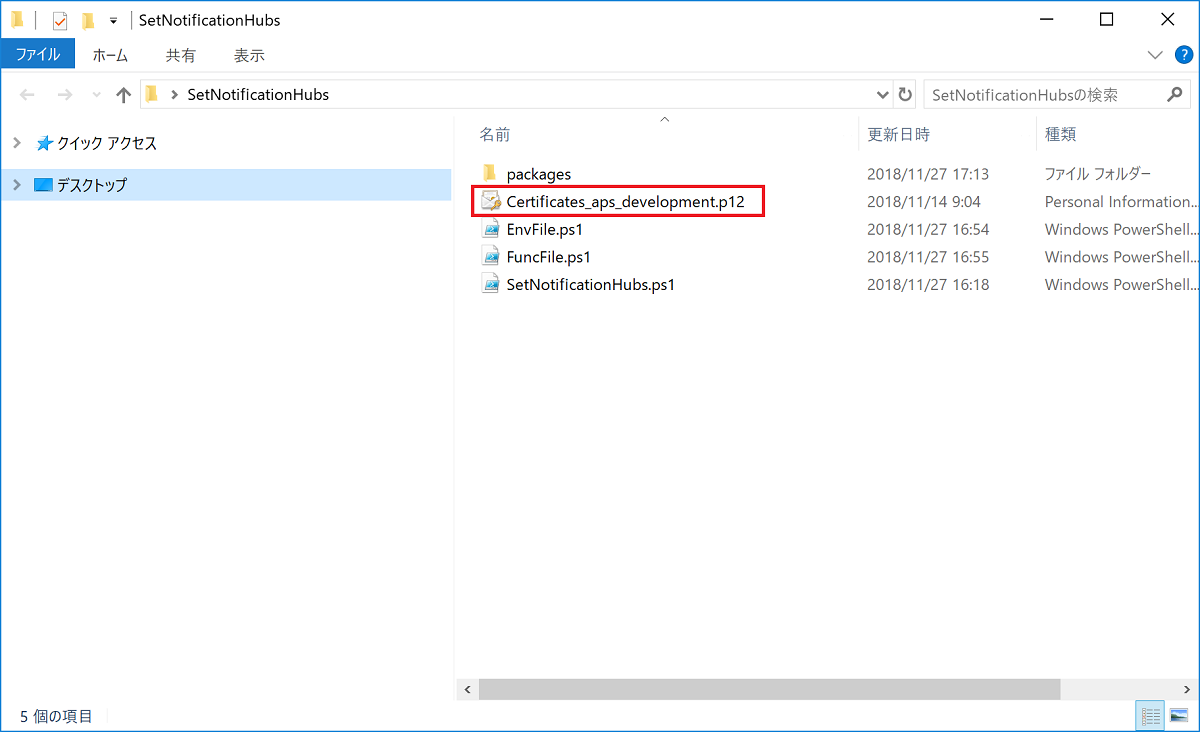 SetNotificationHubs
ファイル ホーム 共有 表示
SetNotificationHubs SetNotificationHubsの検索
クイック アクセス
デスクトップ
名前 更新日時 種類
packages 2018/11/27 17:13 ファイル フォルダー
Certificates_aps_development.p12 2018/11/14 9:04 Personal Information...
EnvFile.ps1 2018/11/27 16:54 Windows PowerShell...
FuncFile.ps1 2018/11/27 16:55 Windows PowerShell...
SetNotificationHubs.ps1 2018/11/27 16:18 Windows PowerShell...
5 個の項目